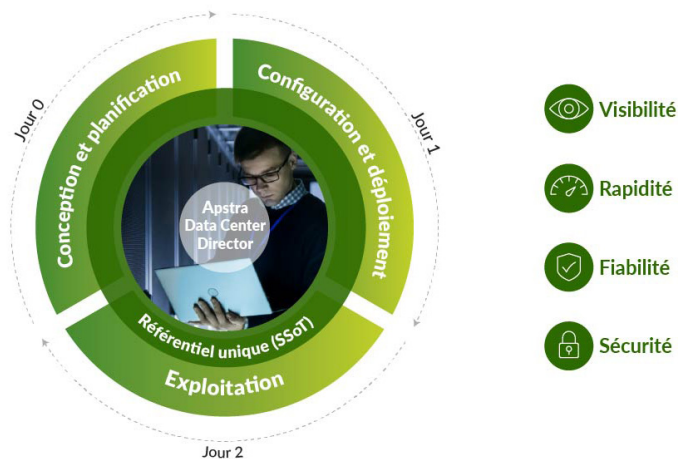 Jour 0
Conception et planification
Configuration et déploiement
Jour 1
Apstra
Data Center
Director
Référentiel unique (SSoT)
Exploitation
Jour 2
Visibilité
Rapidité
Fiabilité
Sécurité